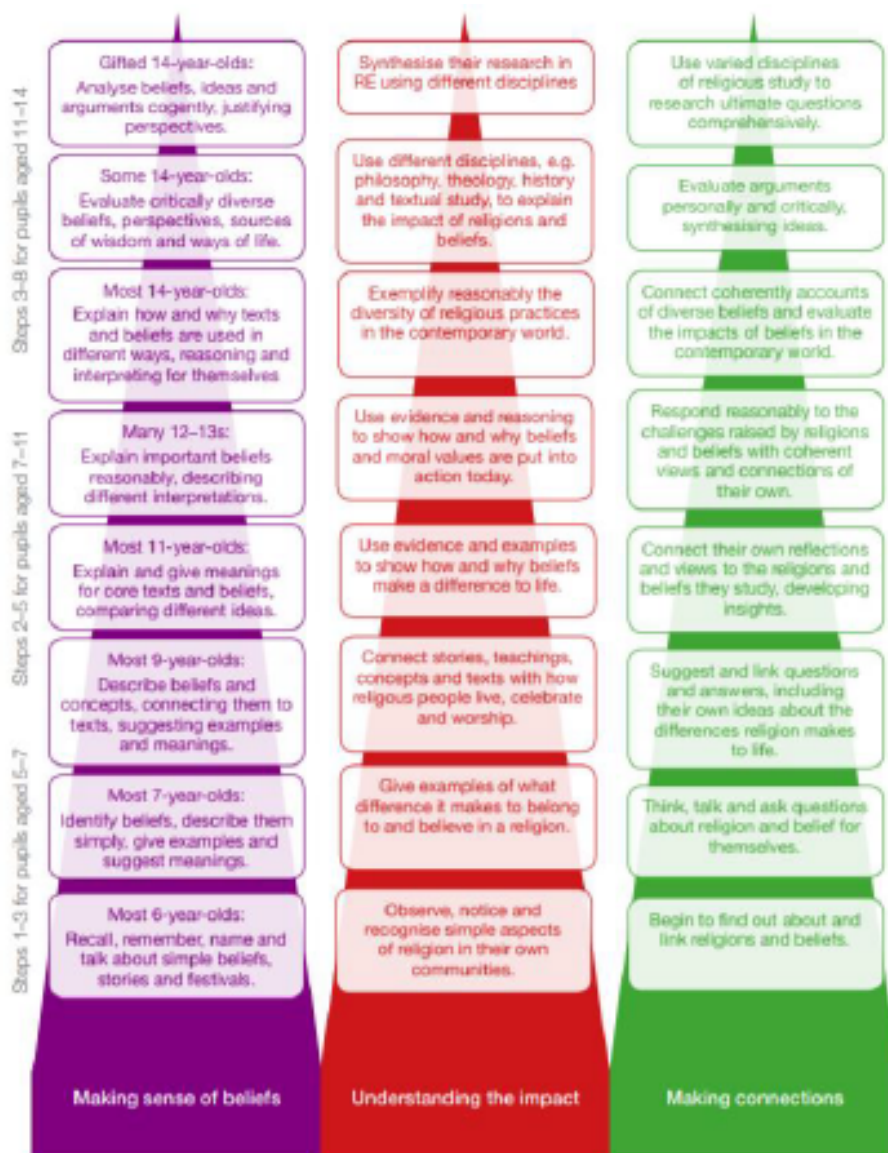 Steps 3–8 for pupils aged 11–14
Steps 2–5 for pupils aged 7–11
Steps 1–3 for pupils aged 5–7
Gifted 14-year-olds:
Analyse beliefs, ideas and
arguments cogently, justifying
perspectives.
Some 14-year-olds:
Evaluate critically diverse
beliefs, perspectives, sources
of wisdom and ways of life.
Most 14-year-olds:
Explain how and why texts
and beliefs are used in
different ways, reasoning and
interpreting for themselves
Many 12–13s:
Explain important beliefs
reasonably, describing
different interpretations.
Most 11-year-olds:
Explain and give meanings
for core texts and beliefs,
comparing different ideas.
Most 9-year-olds:
Describe beliefs and
concepts, connecting them to
texts, suggesting examples
and meanings.
Most 7-year-olds:
Identify beliefs, describe them
simply, give examples and
suggest meanings.
Most 6-year-olds:
Recall, remember, name and
talk about simple beliefs,
stories and festivals.
Making sense of beliefs
Synthesise their research in
RE using different disciplines
Use different disciplines, e.g.
philosophy, theology, history
and textual study, to explain
the impact of religions and
beliefs.
Exemplify reasonably the
diversity of religious practices
in the contemporary world.
Use evidence and reasoning
to show how and why beliefs
and moral values are put into
action today.
Use evidence and examples
to show how and why beliefs
make a difference to life.
Connect stories, teachings,
concepts and texts with how
religious people live, celebrate
and worship.
Give examples of what
difference it makes to belong
to and believe in a religion.
Observe, notice and
recognise simple aspects
of religion in their own
communities.
Understanding the impact
Use varied disciplines
of religious study to
research ultimate questions
comprehensively.
Evaluate arguments
personally and critically,
synthesising ideas.
Connect coherently accounts
of diverse beliefs and evaluate
the impacts of beliefs in the
contemporary world.
Respond reasonably to the
challenges raised by religions
and beliefs with coherent
views and connections of
their own.
Connect their own reflections
and views to the religions and
beliefs they study, developing
insights.
Suggest and link questions
and answers, including
their own ideas about the
differences religion makes
to life.
Think, talk and ask questions
about religion and belief for
themselves.
Begin to find out about and
link religions and beliefs.
Making connections